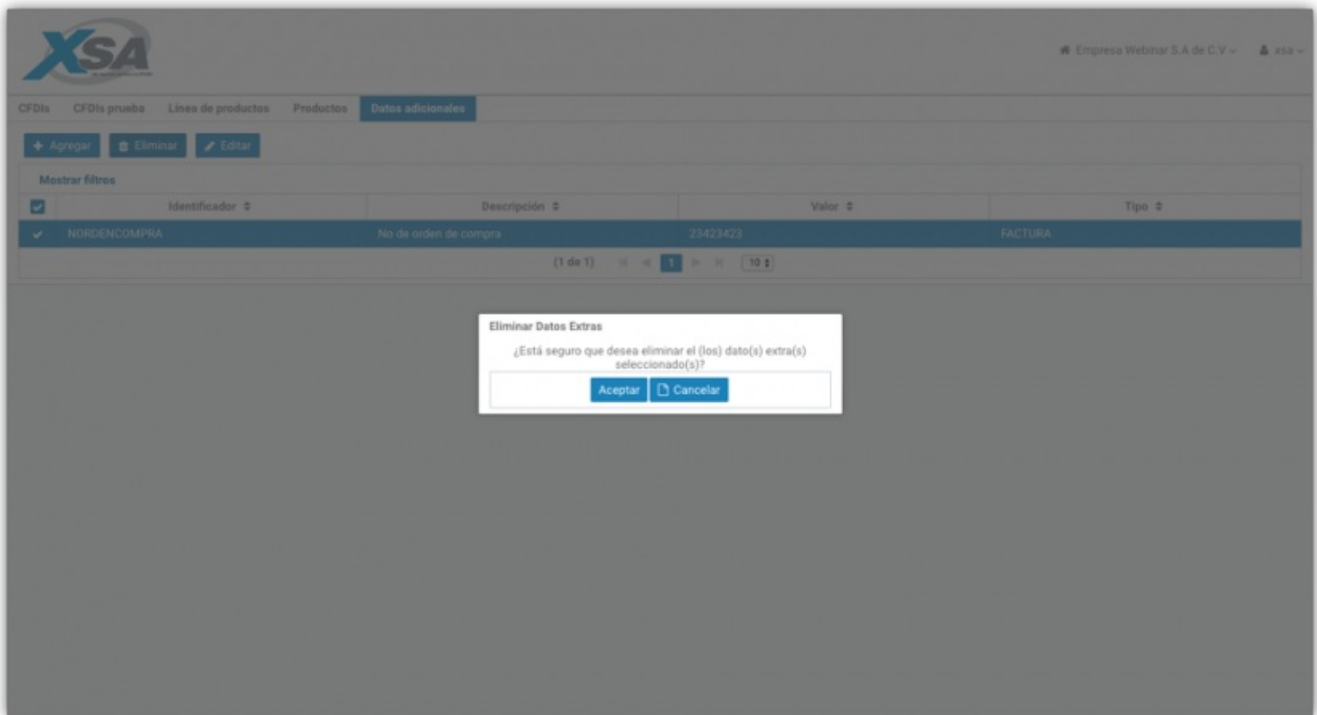 XSA
Empresa Webinar S.A de C.V
xsa
CFDIs CFDIs prueba Línea de productos Productos Datos adicionales
Agregar Eliminar Editar
Mostrar filtros
Identificador Descripción Valor Tipo
NORDENCOMPRA No de orden de compra 23423423 FACTURA
(1 de 1) 1 10
Eliminar Datos Extras
¿Está seguro que desea eliminar el (los) dato(s) extra(s)
seleccionado(s)?
Aceptar Cancelar